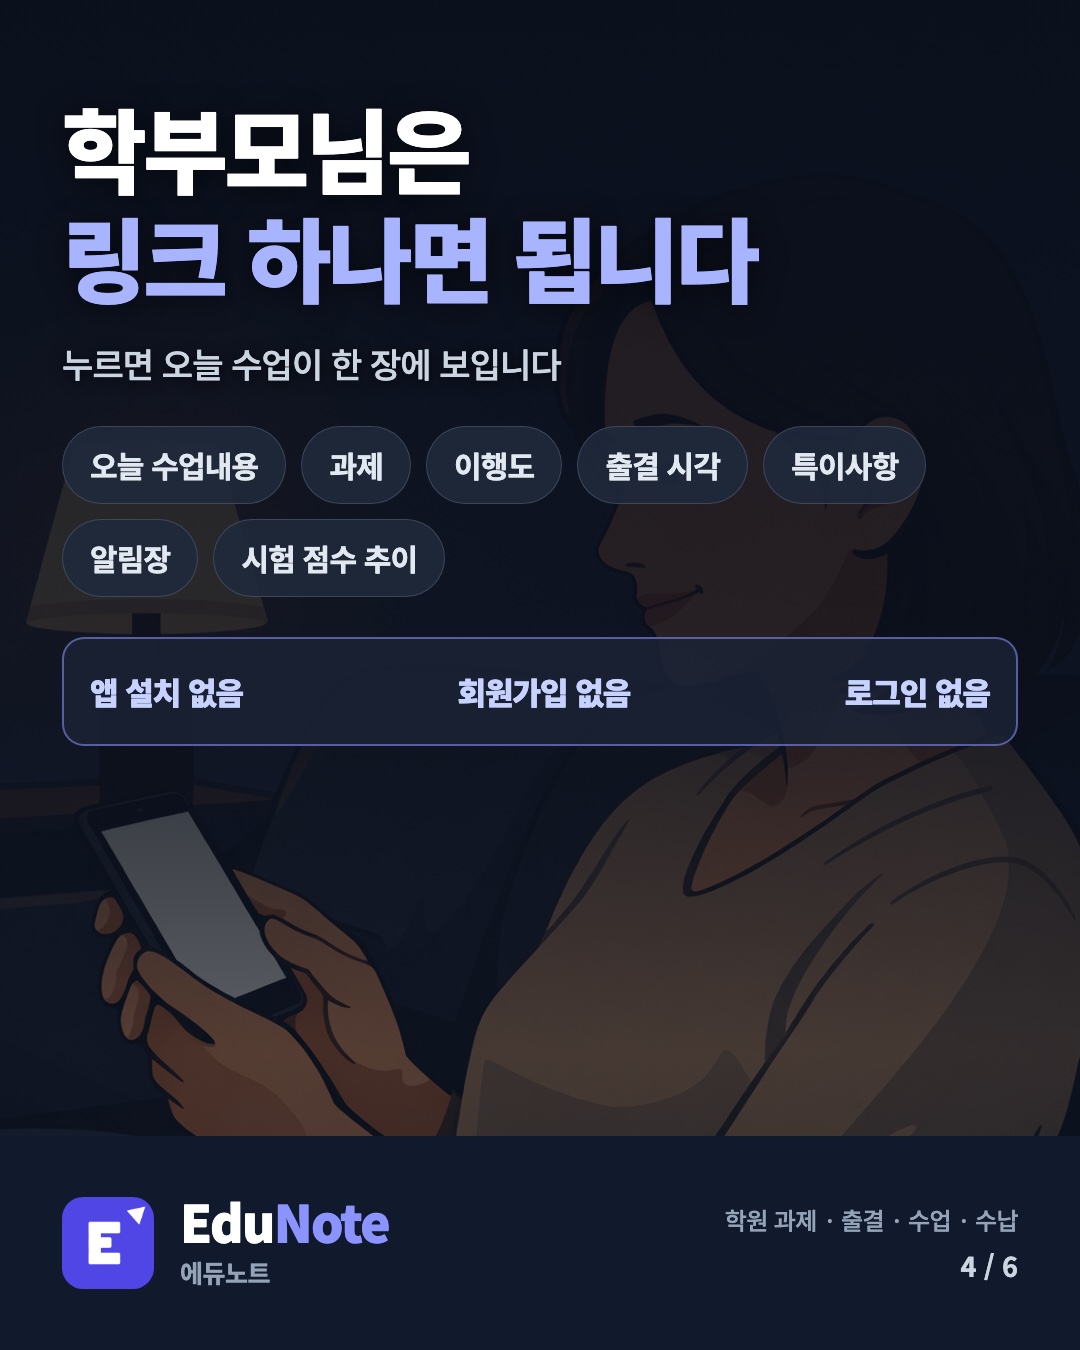 학부모님은
링크 하나면 됩니다
누르면 오늘 수업이 한 장에 보입니다
오늘 수업내용 과제 이행도 출결 시각 특이사항
알림장 시험 점수 추이
앱 설치 없음 회원가입 없음 로그인 없음
E EduNote
에듀노트
학원 과제 · 출결 · 수업 · 수납
4 / 6